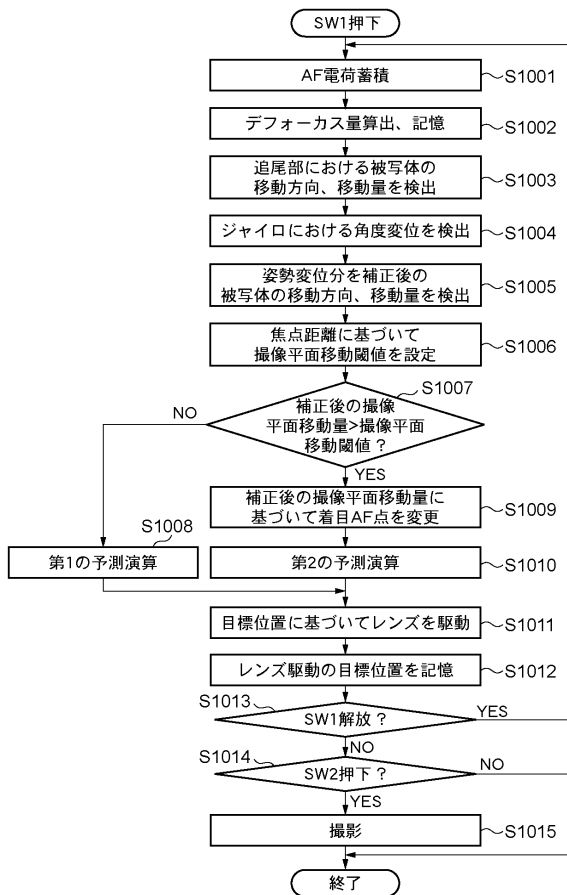 SW1押下
AF電荷蓄積
S1001
デフォーカス量算出、記憶
S1002
追尾部における被写体の
移動方向、移動量を検出
S1003
ジャイロにおける角度変位を検出
S1004
姿勢変位分を補正後の
被写体の移動方向、移動量を検出
S1005
焦点距離に基づいて
撮像平面移動閾値を設定
S1006
S1007
補正後の撮像
平面移動量>撮像平面
移動閾値?
NO
YES
補正後の撮像平面移動量に
基づいて着目AF点を変更
S1009
S1008
第1の予測演算
第2の予測演算
S1010
目標位置に基づいてレンズを駆動
S1011
レンズ駆動の目標位置を記憶
S1012
S1013
SW1解放?
YES
NO
S1014
SW2押下?
NO
YES
撮影
S1015
終了